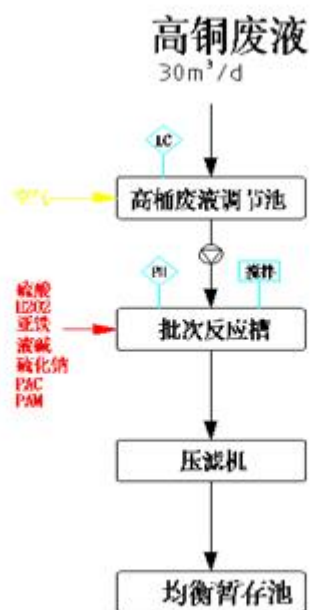 高铜废液
30m³/d
LC
空气
高桶废液调节池
PH
搅拌
硫酸
H2O2
亚铁
液碱
硫化钠
PAC
PAM
批次反应槽
压滤机
均衡暂存池